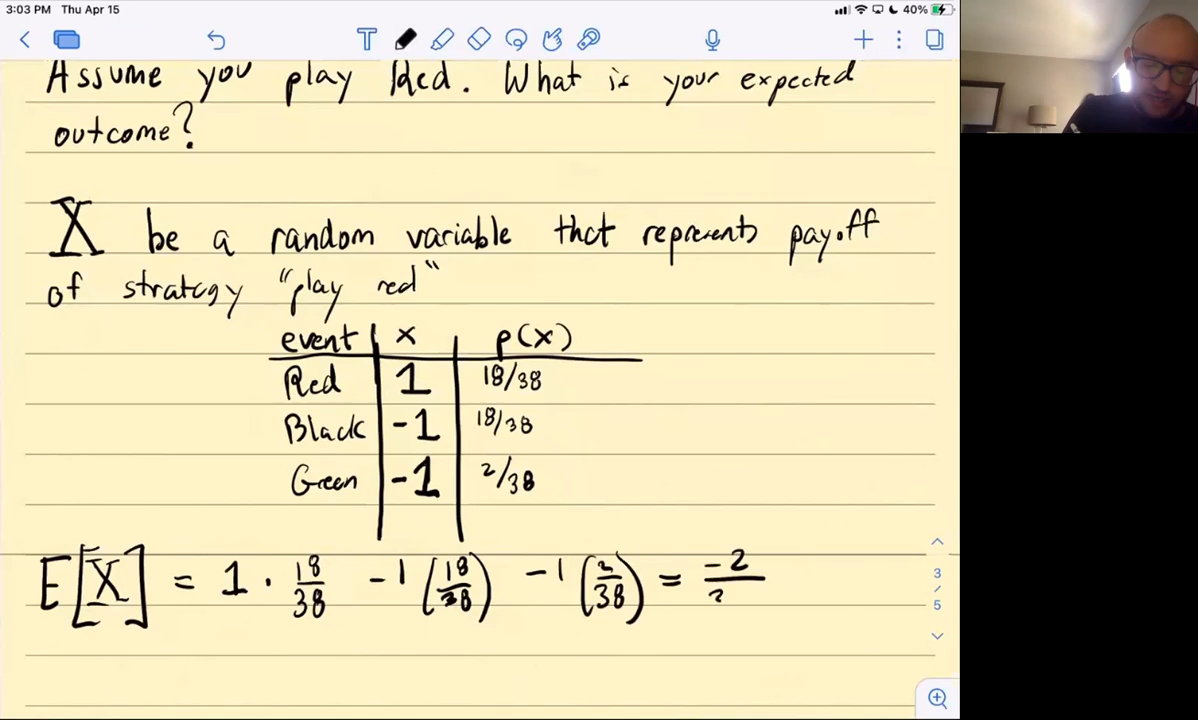 3:03 PM Thu Apr 15
40%
Assume you play Red. What is your expected
outcome?
X be a random variable that represents payoff
of strategy "play red"
event x p(x)
Red 1 18/38
Black -1 18/38
Green -1 2/38
E[X] = 1 · 18/38 -1 (18/38) -1 (2/38) = -2/
3
/
5